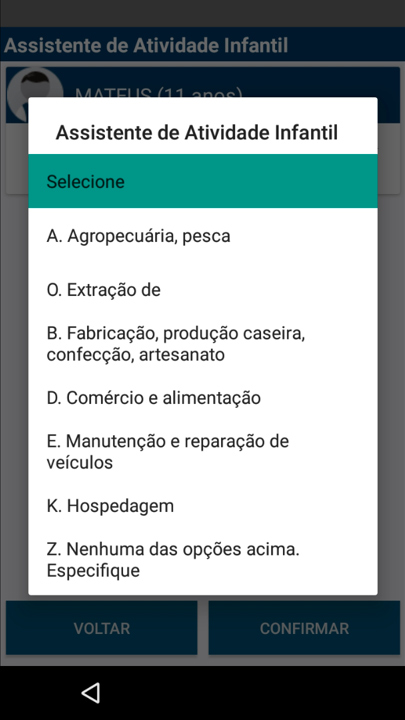 Assistente de Atividade Infantil
MATEUS (11 anos)
Assistente de Atividade Infantil
Selecione
A. Agropecuária, pesca
O. Extração de
B. Fabricação, produção caseira,
confecção, artesanato
D. Comércio e alimentação
E. Manutenção e reparação de
veículos
K. Hospedagem
Z. Nenhuma das opções acima.
Especifique
VOLTAR
CONFIRMAR